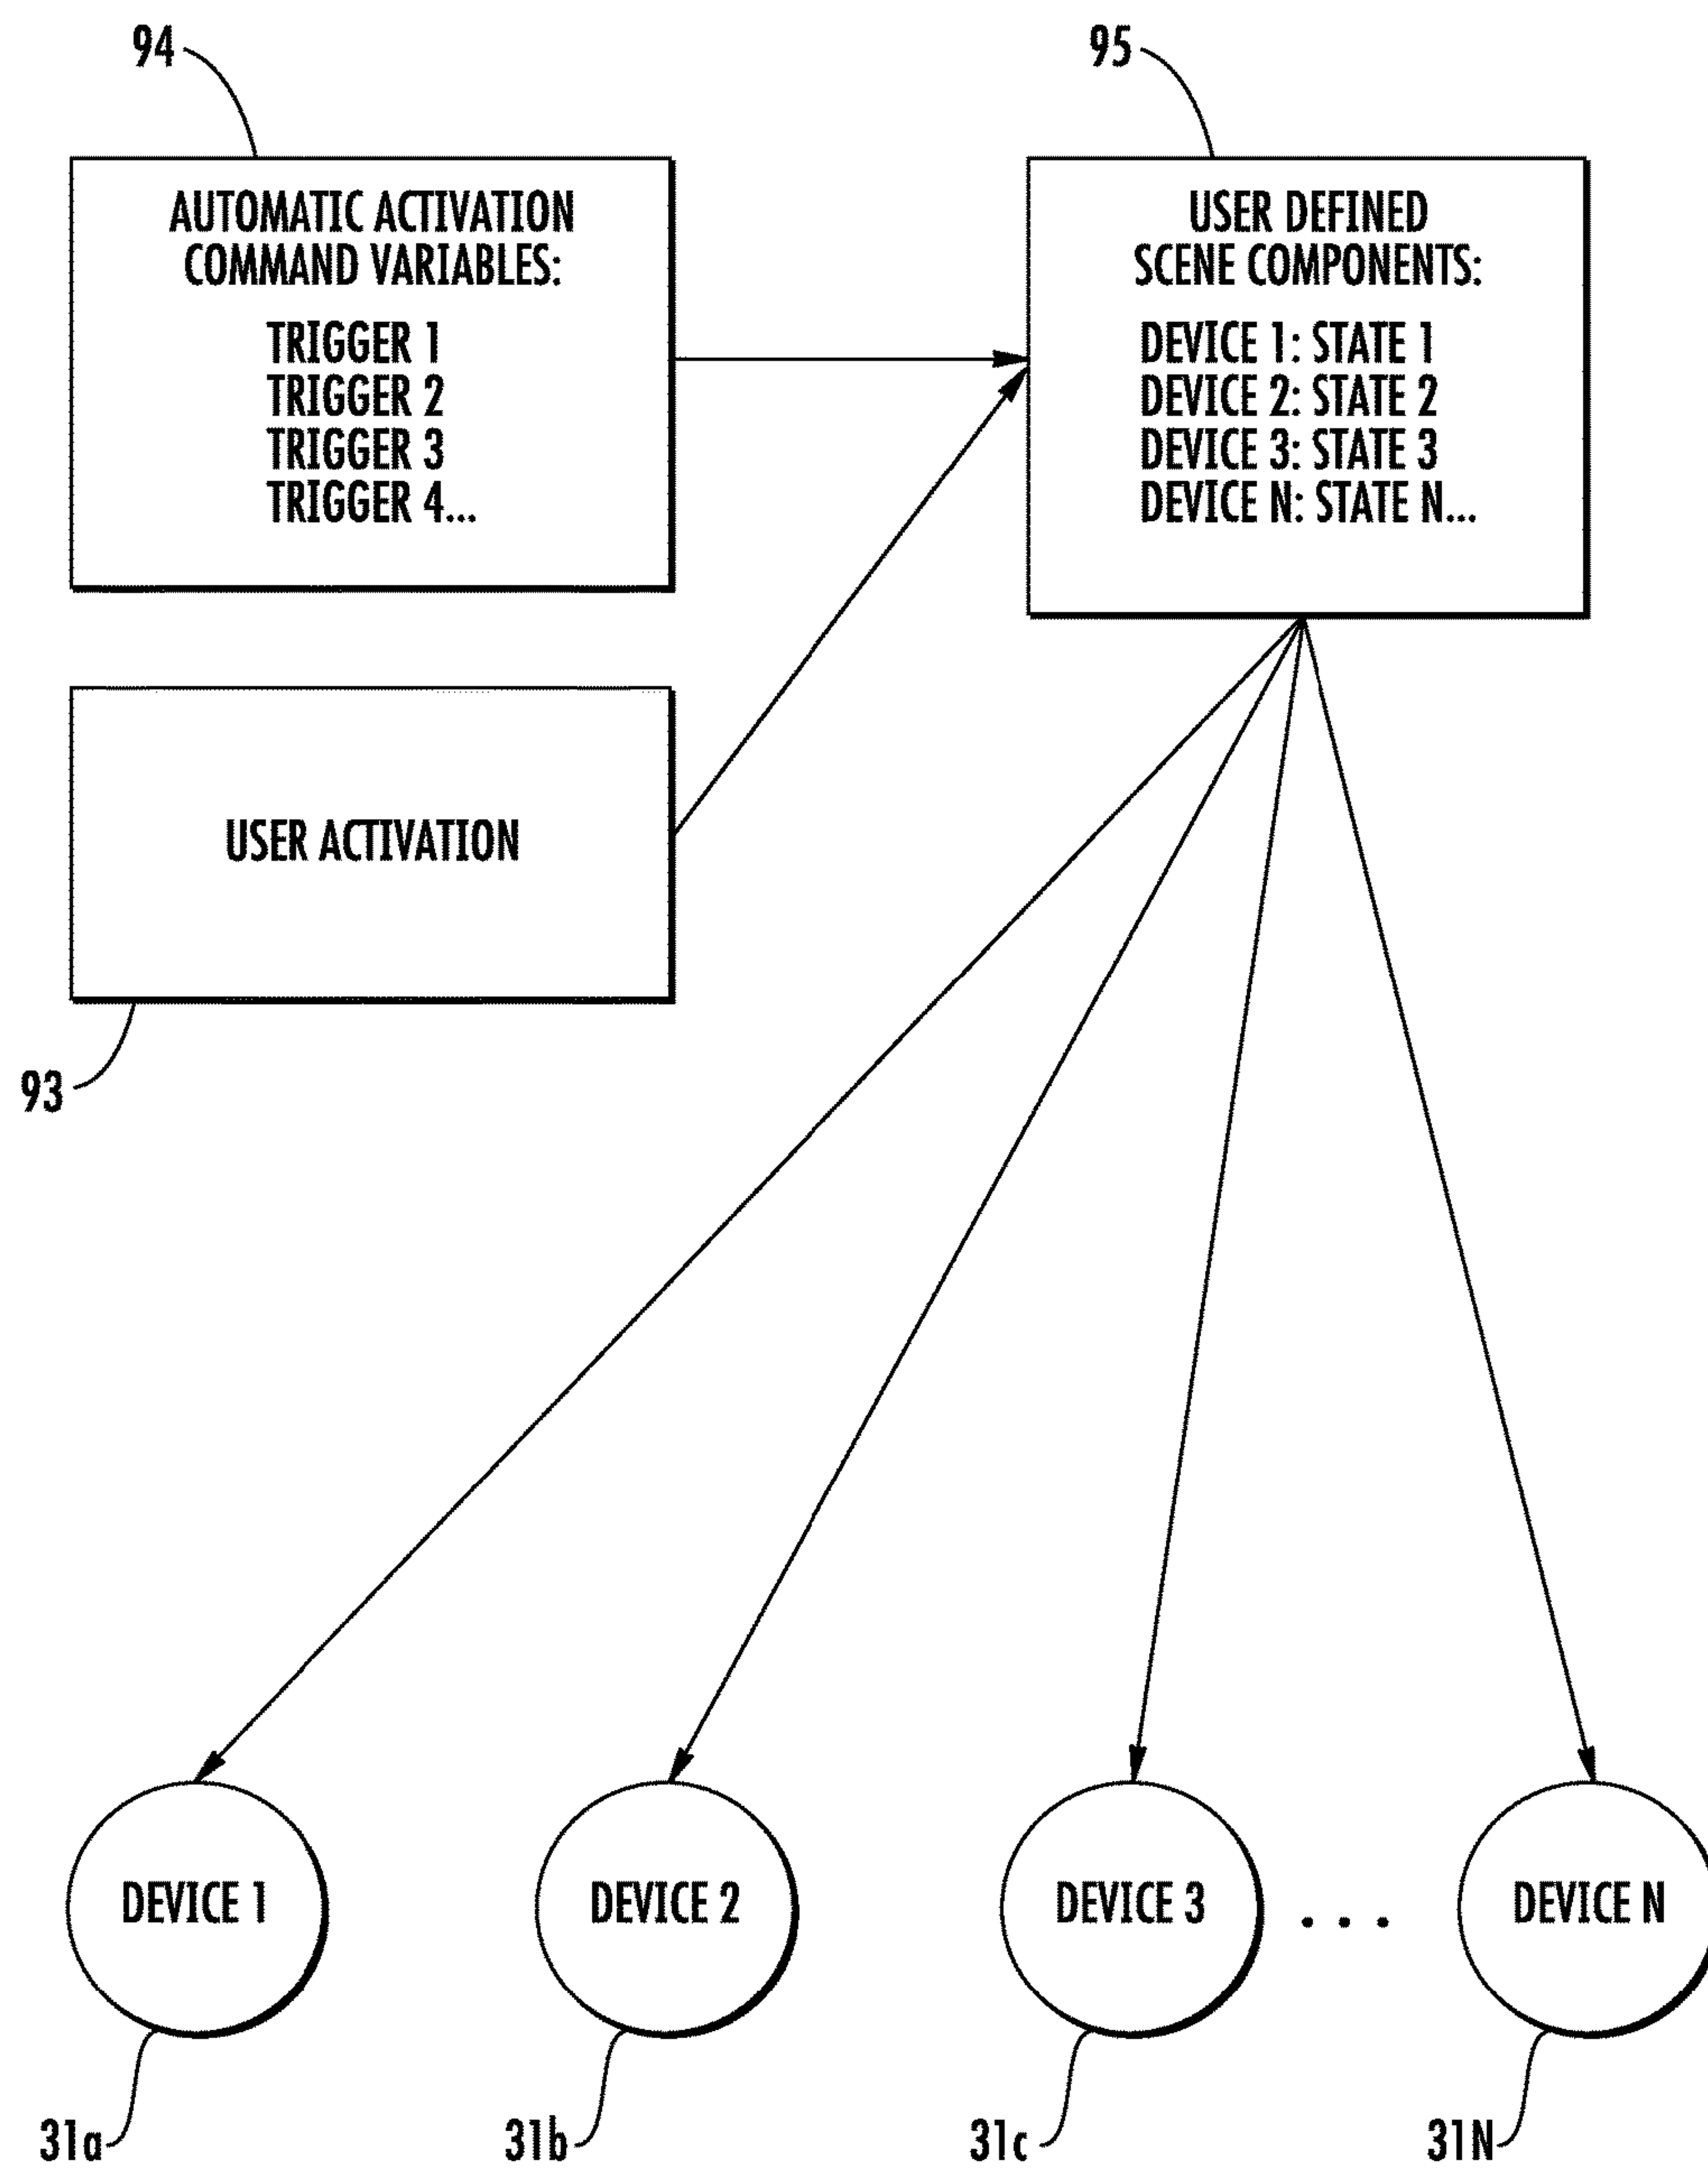 94
95
AUTOMATIC ACTIVATION
COMMAND VARIABLES:
TRIGGER 1
TRIGGER 2
TRIGGER 3
TRIGGER 4...
USER DEFINED
SCENE COMPONENTS:
DEVICE 1: STATE 1
DEVICE 2: STATE 2
DEVICE 3: STATE 3
DEVICE N: STATE N...
USER ACTIVATION
93
DEVICE 1
DEVICE 2
DEVICE 3
. . .
DEVICE N
31a
31b
31c
31N